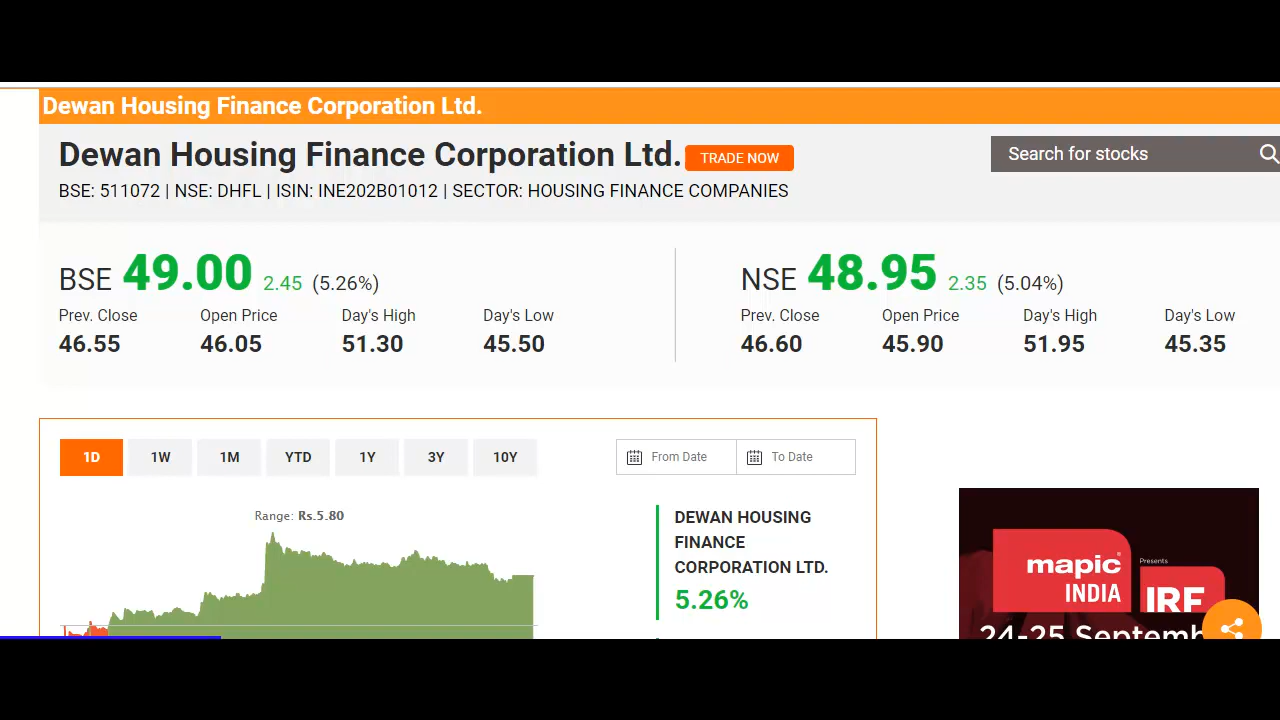 Dewan Housing Finance Corporation Ltd.
Dewan Housing Finance Corporation Ltd. TRADE NOW
Search for stocks
BSE: 511072 | NSE: DHFL | ISIN: INE202B01012 | SECTOR: HOUSING FINANCE COMPANIES
BSE 49.00 2.45 (5.26%)
Prev. Close Open Price Day's High Day's Low
46.55 46.05 51.30 45.50
NSE 48.95 2.35 (5.04%)
Prev. Close Open Price Day's High Day's Low
46.60 45.90 51.95 45.35
1D 1W 1M YTD 1Y 3Y 10Y
From Date To Date
Range: Rs.5.80
DEWAN HOUSING
FINANCE
CORPORATION LTD.
5.26%
mapic®
INDIA
Presents
IRF
24-25 Septemb